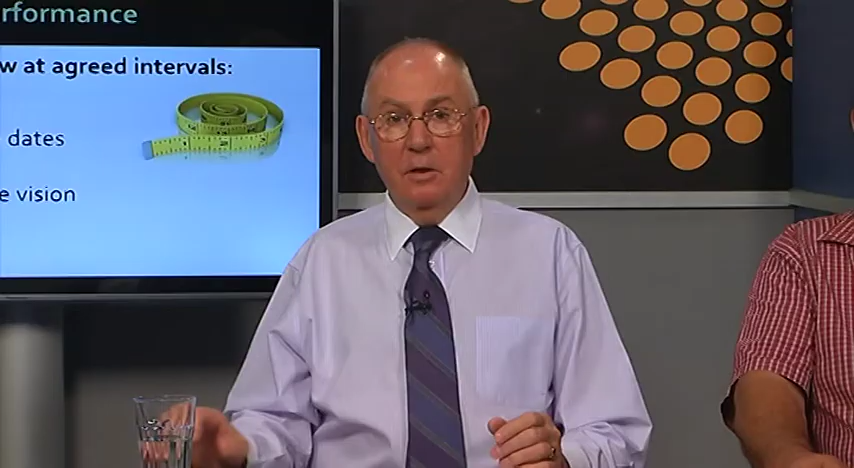 rformance
w at agreed intervals:
dates
e vision